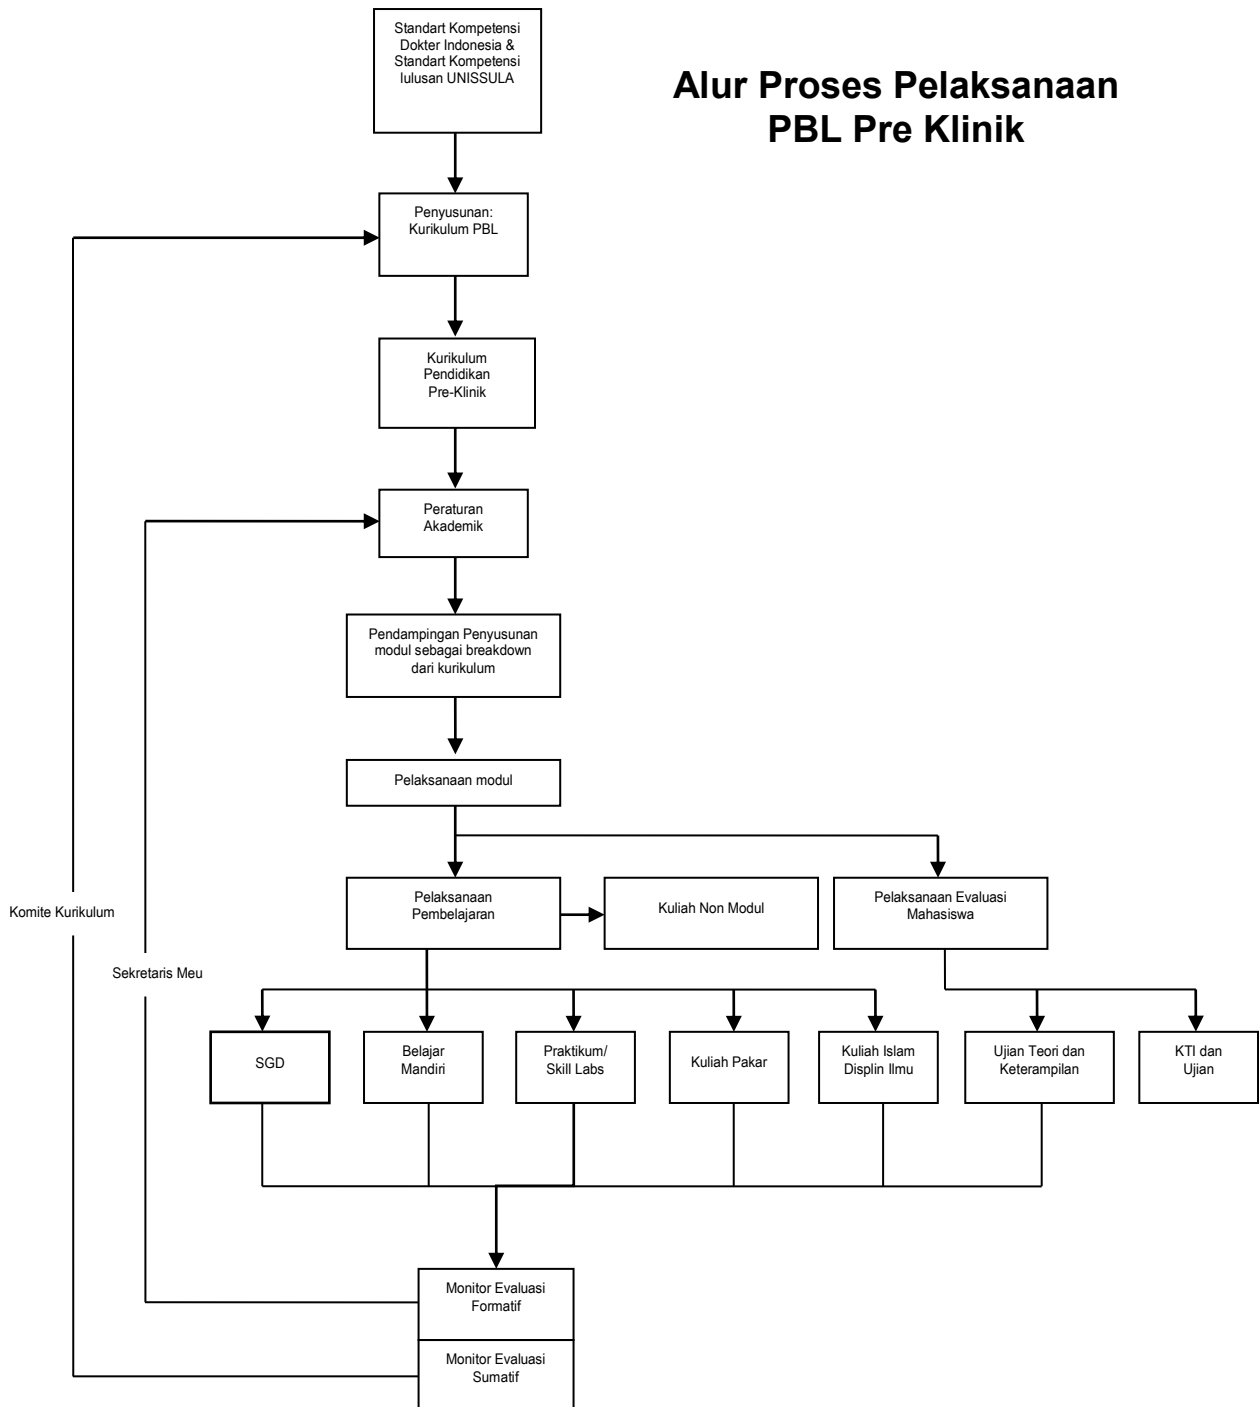 Standart Kompetensi
Dokter Indonesia &
Standart Kompetensi
lulusan UNISSULA
Alur Proses Pelaksanaan
PBL Pre Klinik
Penyusunan:
Kurikulum PBL
Kurikulum
Pendidikan
Pre-Klinik
Peraturan
Akademik
Pendampingan Penyusunan
modul sebagai breakdown
dari kurikulum
Pelaksanaan modul
Pelaksanaan
Pembelajaran
Kuliah Non Modul
Pelaksanaan Evaluasi
Mahasiswa
Komite Kurikulum
Sekretaris Meu
SGD
Belajar
Mandiri
Praktikum/
Skill Labs
Kuliah Pakar
Kuliah Islam
Displin Ilmu
Ujian Teori dan
Keterampilan
KTI dan
Ujian
Monitor Evaluasi
Formatif
Monitor Evaluasi
Sumatif